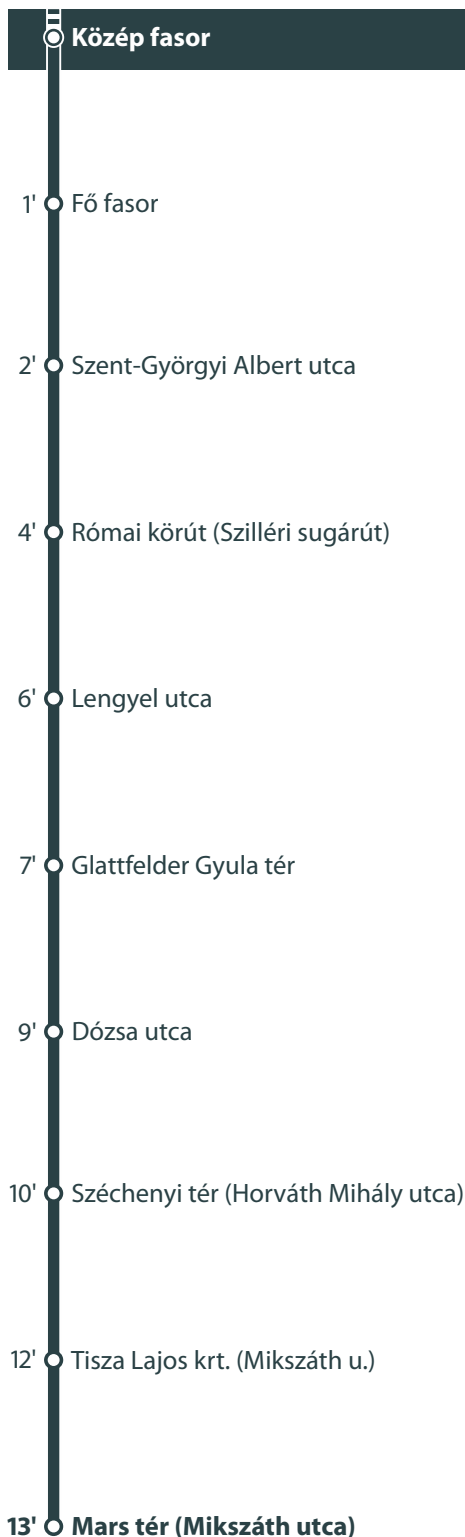 Közép fasor
1' Fő fasor
2' Szent-Györgyi Albert utca
4' Római körút (Szilléri sugárút)
6' Lengyel utca
7' Glattfelder Gyula tér
9' Dózsa utca
10' Széchenyi tér (Horváth Mihály utca)
12' Tisza Lajos krt. (Mikszáth u.)
13' Mars tér (Mikszáth utca)